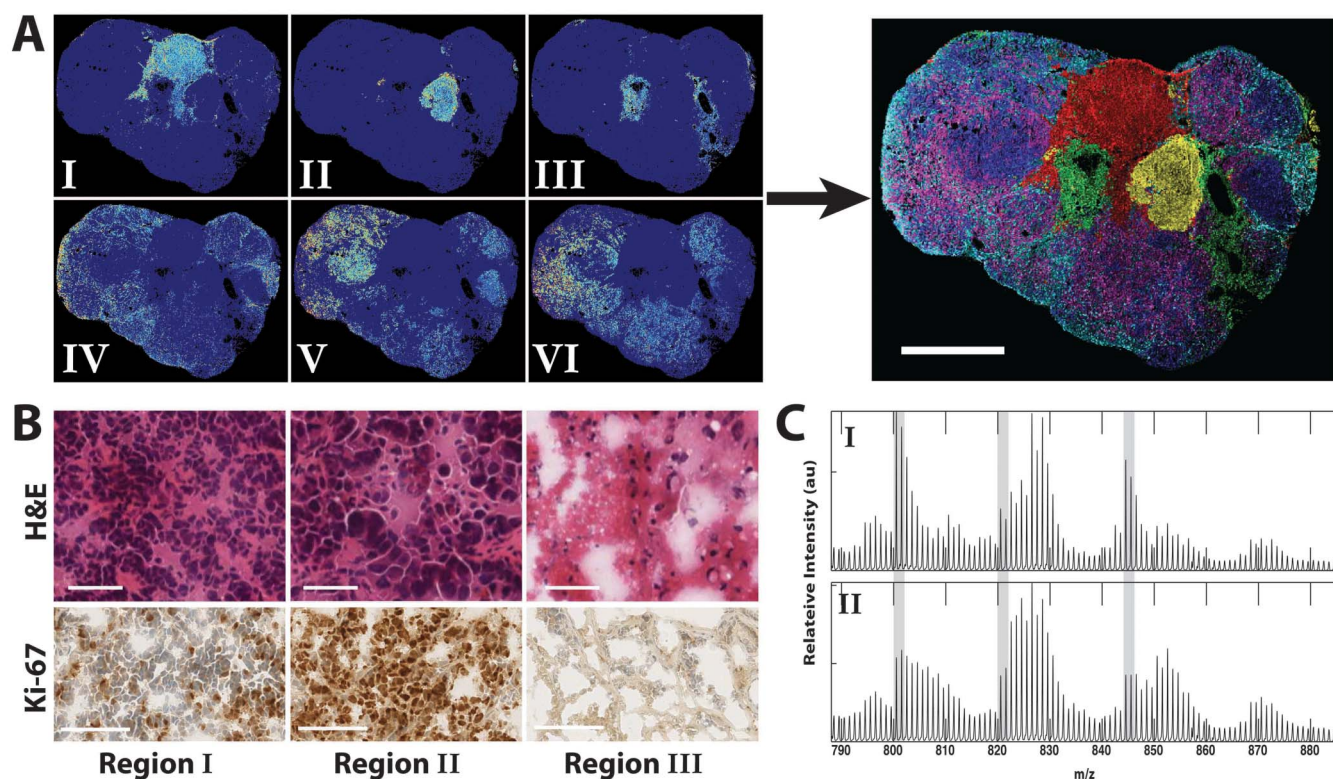 A
I
II
III
IV
V
VI
B
H&E
Ki-67
Region I
Region II
Region III
C
I
II
Relateive Intensity (au)
790 800 810 820 830 840 850 860 870 880
m/z